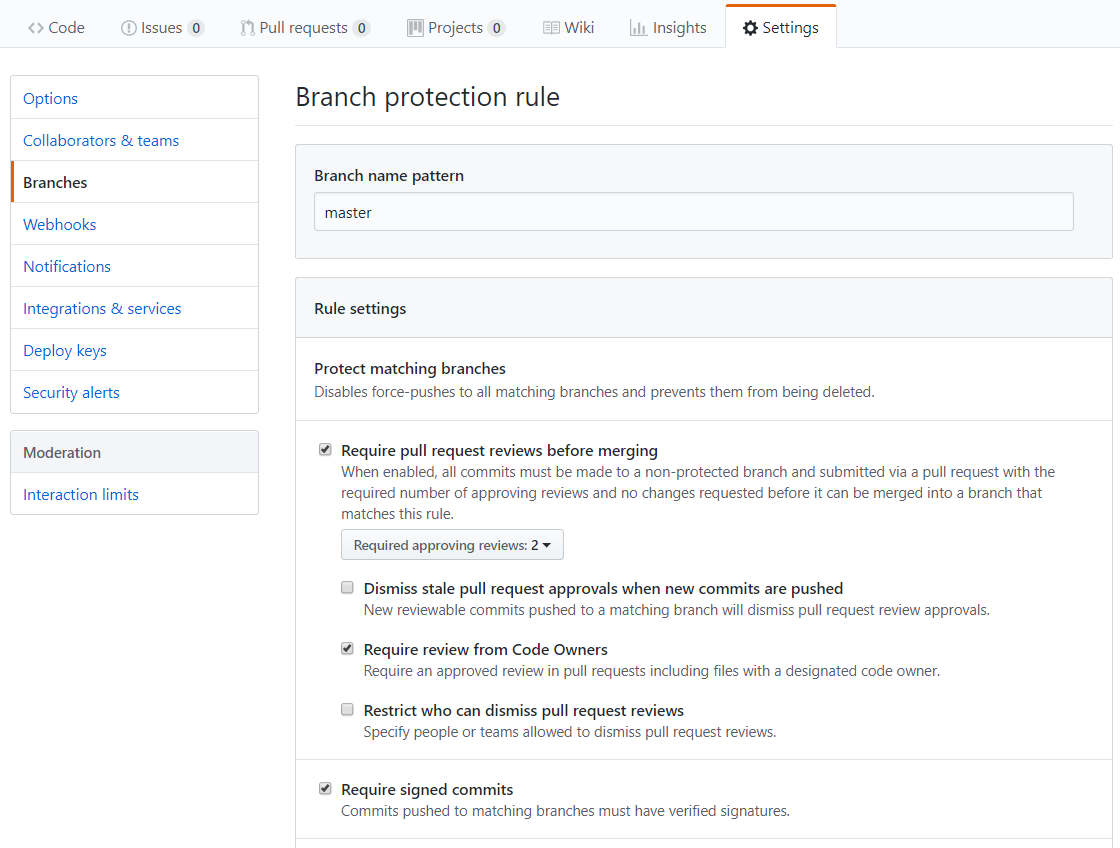 Code Issues 0 Pull requests 0 Projects 0 Wiki Insights Settings
Options
Collaborators & teams
Branches
Webhooks
Notifications
Integrations & services
Deploy keys
Security alerts
Moderation
Interaction limits
Branch protection rule
Branch name pattern
master
Rule settings
Protect matching branches
Disables force-pushes to all matching branches and prevents them from being deleted.
Require pull request reviews before merging
When enabled, all commits must be made to a non-protected branch and submitted via a pull request with the
required number of approving reviews and no changes requested before it can be merged into a branch that
matches this rule.
Required approving reviews: 2
Dismiss stale pull request approvals when new commits are pushed
New reviewable commits pushed to a matching branch will dismiss pull request review approvals.
Require review from Code Owners
Require an approved review in pull requests including files with a designated code owner.
Restrict who can dismiss pull request reviews
Specify people or teams allowed to dismiss pull request reviews.
Require signed commits
Commits pushed to matching branches must have verified signatures.